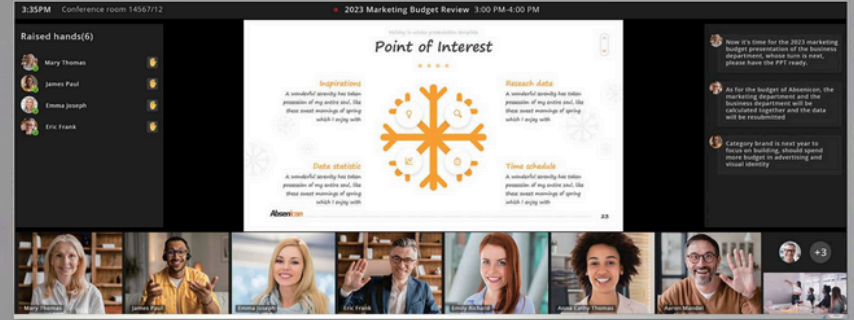 3:35PM Conference room 14567/12
2023 Marketing Budget Review 3:00 PM-4:00 PM
Raised hands(6)
Mary Thomas
James Paul
Emma Joseph
Eric Frank
Point of Interest
Inspirations
A wonderful serenity has taken
possession of my entire soul, like
these sweet mornings of spring
which I enjoy with
Reseach data
A wonderful serenity has taken
possession of my entire soul, like
these sweet mornings of spring
which I enjoy with
Data statistic
A wonderful serenity has taken
possession of my entire soul, like
these sweet mornings of spring
which I enjoy with
Time schedule
A wonderful serenity has taken
possession of my entire soul, like
these sweet mornings of spring
which I enjoy with
Absenicon
23
Now it's time for the 2023 marketing
budget presentation of the business
department, whose turn is next,
please have the PPT ready.
As for the budget of Absenicon, the
marketing department and the
business department will be
calculated together and the data
will be resubmitted
Category brand is next year to
focus on building, should spend
more budget in advertising and
visual identity
Mary Thomas
James Paul
Emma Joseph
Eric Frank
Emily Richard
Anna Cathy Thomas
Aaron Mandel
+3